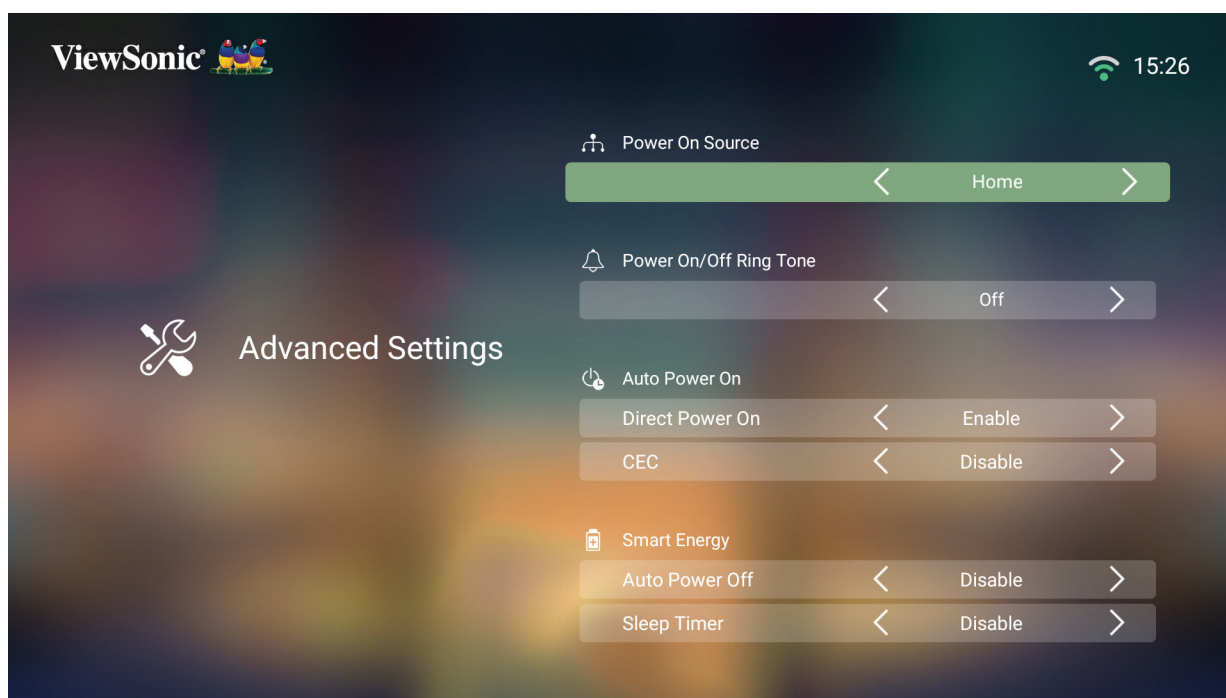 ViewSonic®
15:26
Power On Source
Home
Power On/Off Ring Tone
Off
Advanced Settings
Auto Power On
Direct Power On Enable
CEC Disable
Smart Energy
Auto Power Off Disable
Sleep Timer Disable